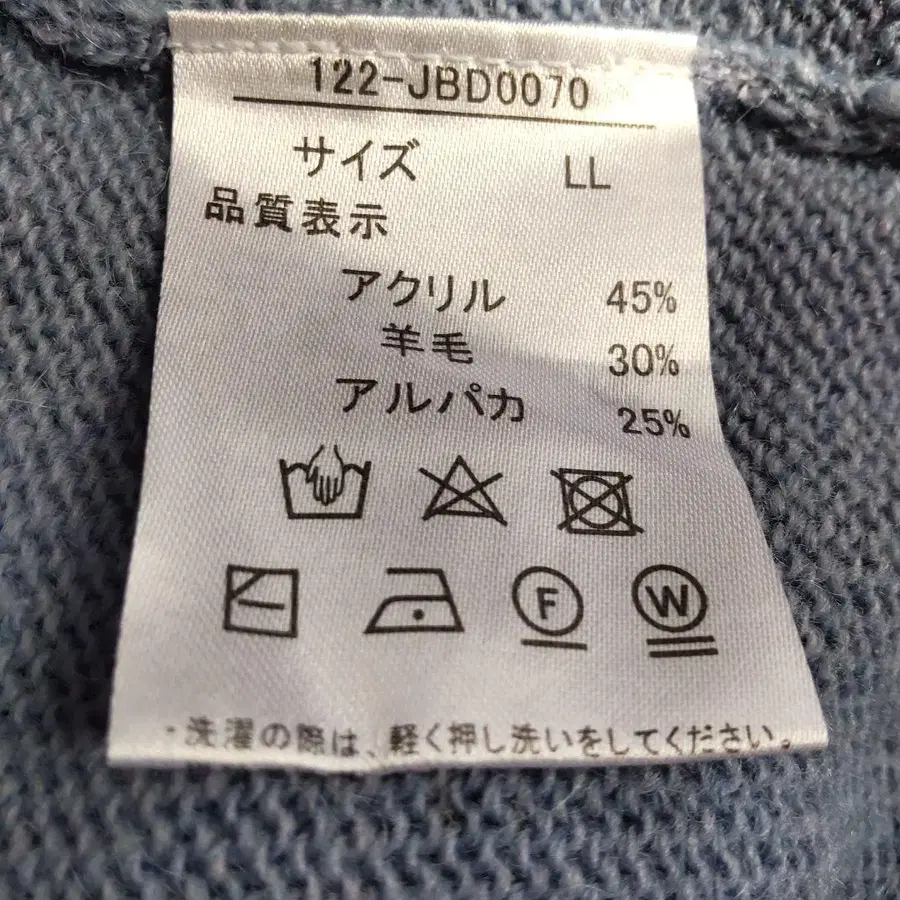 122-JBD0070
サイズ LL
品質表示
アクリル 45%
羊毛 30%
アルパカ 25%
F W
・洗濯の際は、軽く押し洗いをしてください。